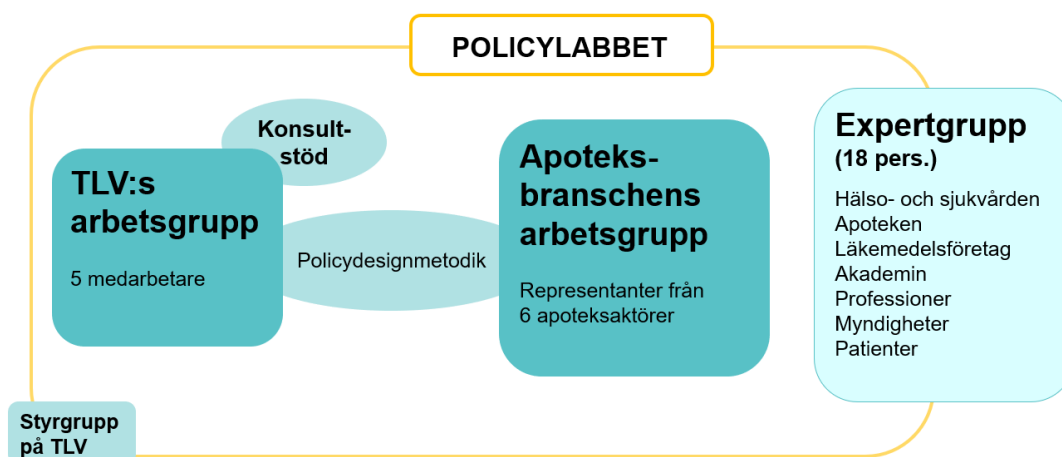 POLICYLABBET
Konsult-
stöd
TLV:s
arbetsgrupp
5 medarbetare
Policydesignmetodik
Apoteks-
branschens
arbetsgrupp
Representanter från
6 apoteksaktörer
Expertgrupp
(18 pers.)
Hälso- och sjukvården
Apoteken
Läkemedelsföretag
Akademin
Professioner
Myndigheter
Patienter
Styrgrupp
på TLV